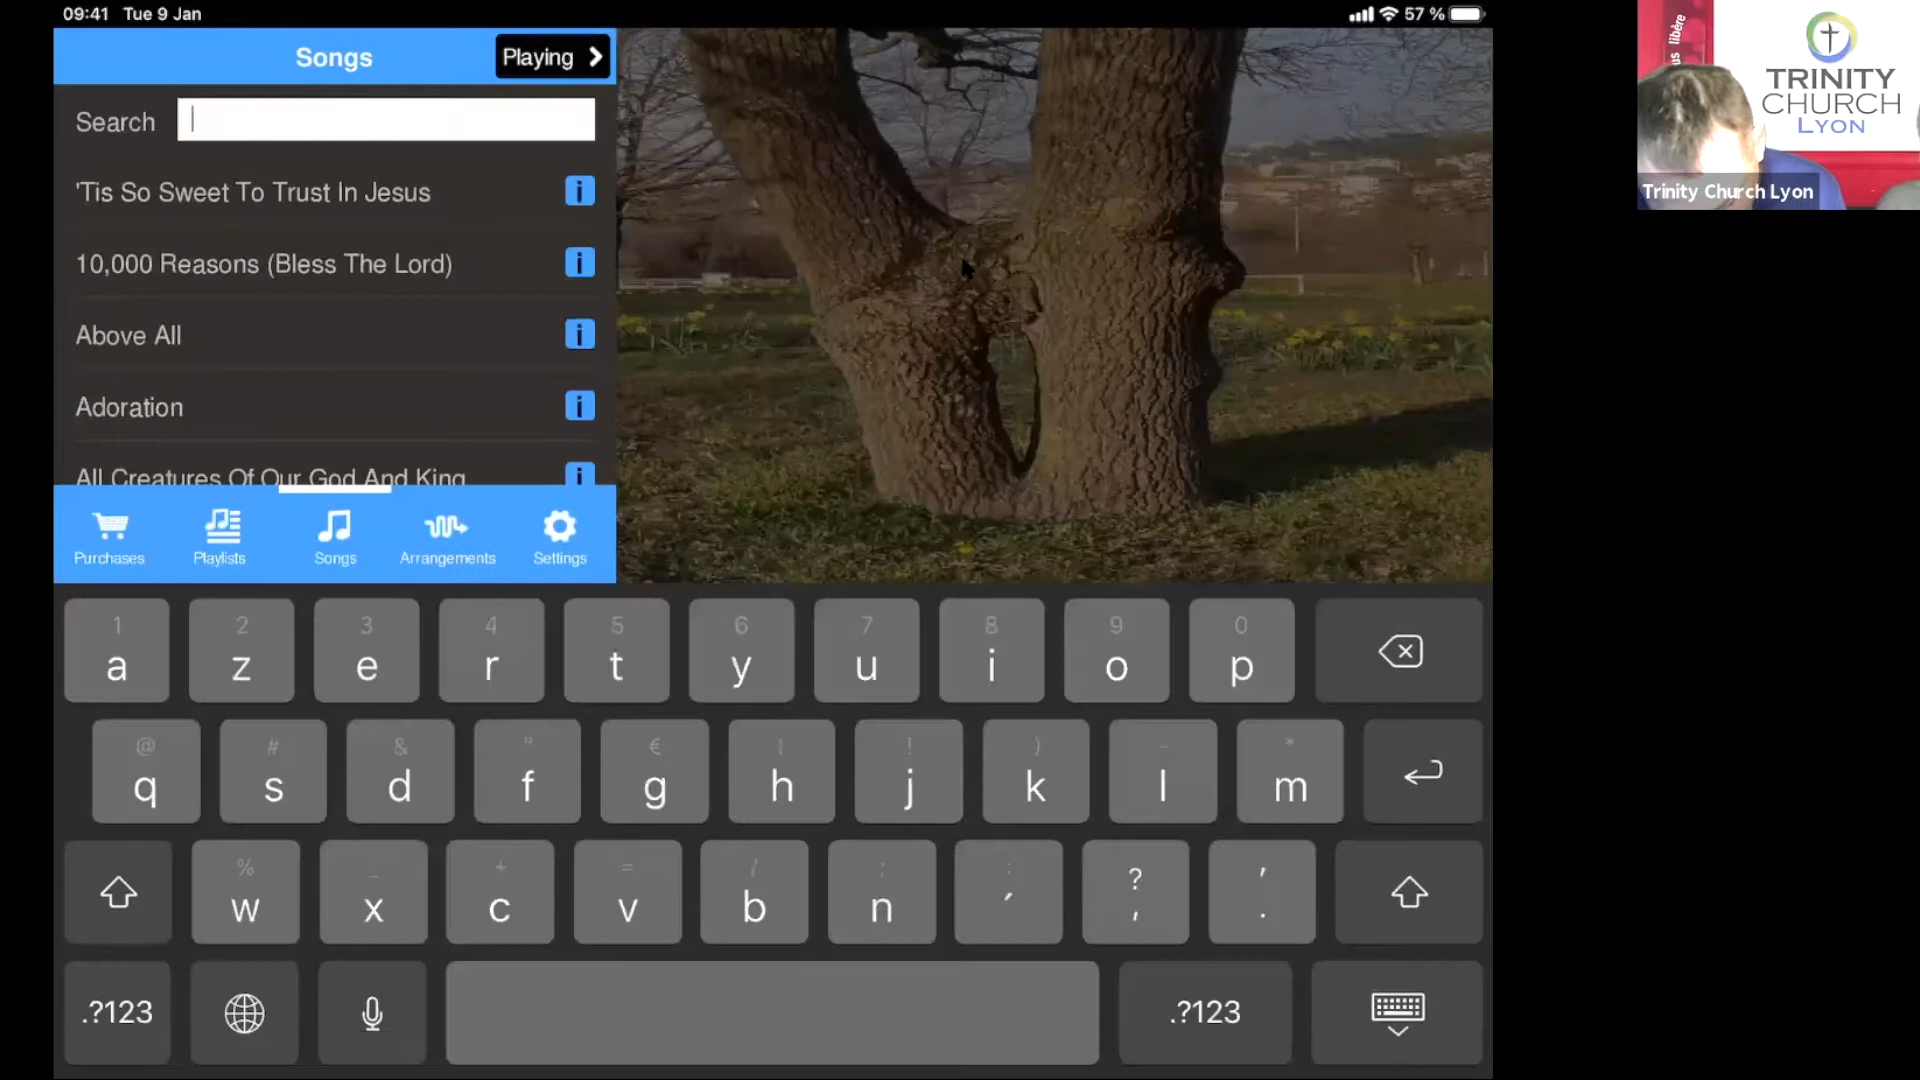 09:41 Tue 9 Jan
57 %
Songs
Playing
Search
'Tis So Sweet To Trust In Jesus
i
10,000 Reasons (Bless The Lord)
i
Above All
i
Adoration
i
All Creatures Of Our God And King
i
Purchases
Playlists
Songs
Arrangements
Settings
1 2 3 4 5 6 7 8 9 0
a z e r t y u i o p
@ # & " € ( ! ) - *
q s d f g h j k l m
% _ + = / ; : ? '
w x c v b n ´ , .
.?123
.?123
us libère
TRINITY
CHURCH
LYON
Trinity Church Lyon